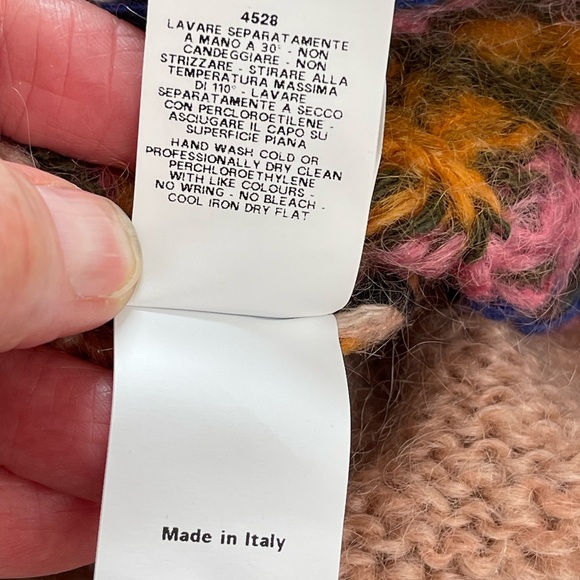 4528
LAVARE SEPARATAMENTE
A MANO A 30° - NON
CANDEGGIARE - NON
STRIZZARE - STIRARE ALLA
TEMPERATURA MASSIMA
DI 110° - LAVARE
SEPARATAMENTE A SECCO
CON PERCLOROETILENE -
ASCIUGARE IL CAPO SU
SUPERFICIE PIANA
HAND WASH COLD OR
PROFESSIONALLY DRY CLEAN
PERCHLOROETHYLENE
WITH LIKE COLOURS -
NO WRING - NO BLEACH -
COOL IRON DRY FLAT
Made in Italy